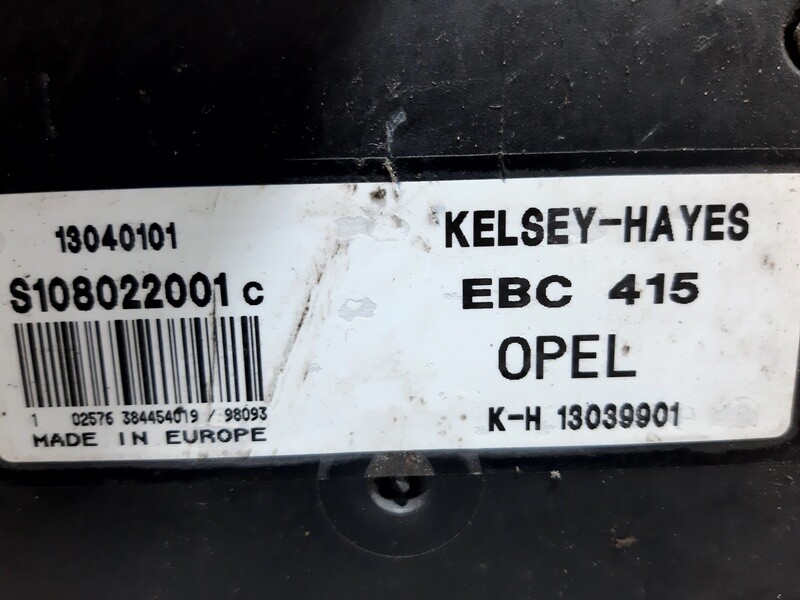 13040101
S108022001 C
1 02576 384454019 / 98093
MADE IN EUROPE
KELSEY-HAYES
EBC 415
OPEL
K-H 13039901